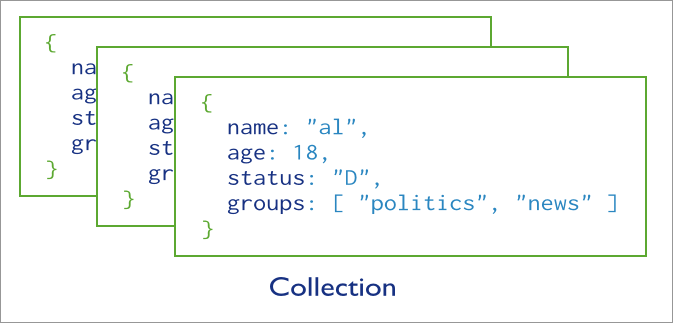 {
na
ag
st
gr
}
{
na
ag
st
gr
}
{
name: "al",
age: 18,
status: "D",
groups: [ "politics", "news" ]
}
Collection